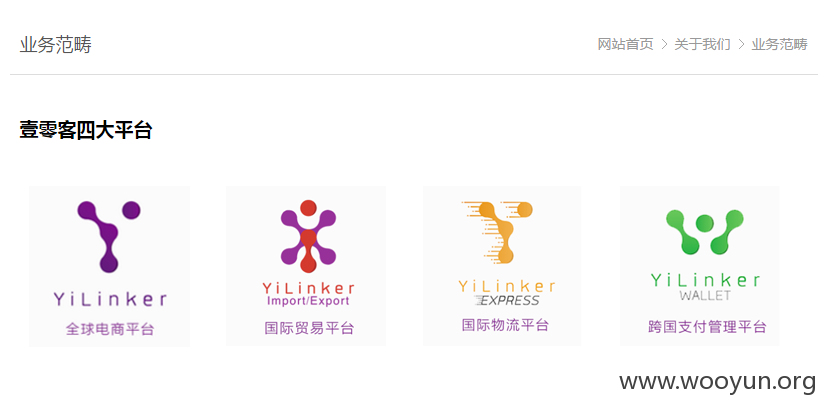 业务范畴
网站首页 > 关于我们 > 业务范畴
壹零客四大平台
YiLinker
全球电商平台
YiLinker
Import/Export
国际贸易平台
YiLinker
EXPRESS
国际物流平台
YiLinker
WALLET
跨国支付管理平台
www.wooyun.org